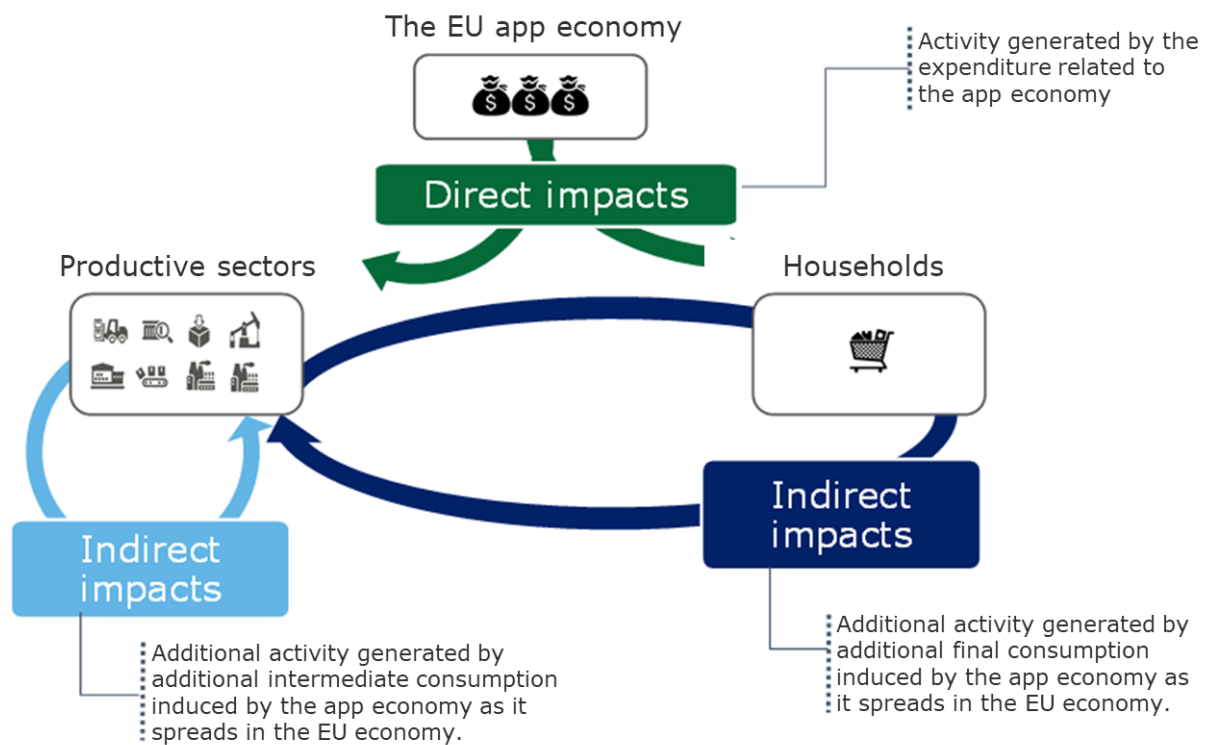 The EU app economy
Activity generated by the
expenditure related to
the app economy
$ $ $
Direct impacts
Productive sectors
Households
Indirect
impacts
Indirect
impacts
Additional activity generated by
additional final consumption
induced by the app economy as
it spreads in the EU economy.
Additional activity generated by
additional intermediate consumption
induced by the app economy as it
spreads in the EU economy.